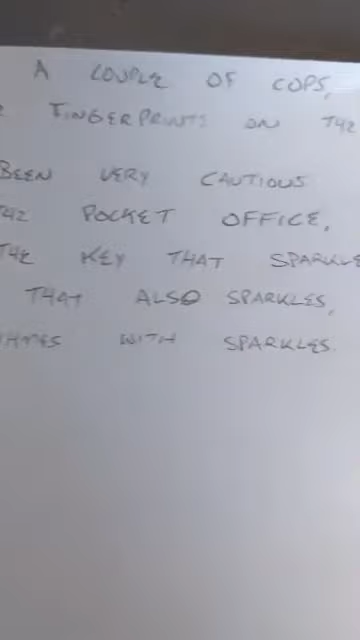 A COUPLE OF COPS,
FINGERPRINTS ON THE
BEEN VERY CAUTIOUS
THE POCKET OFFICE,
THE KEY THAT SPARKLE
THAT ALSO SPARKLES,
WITH SPARKLES.